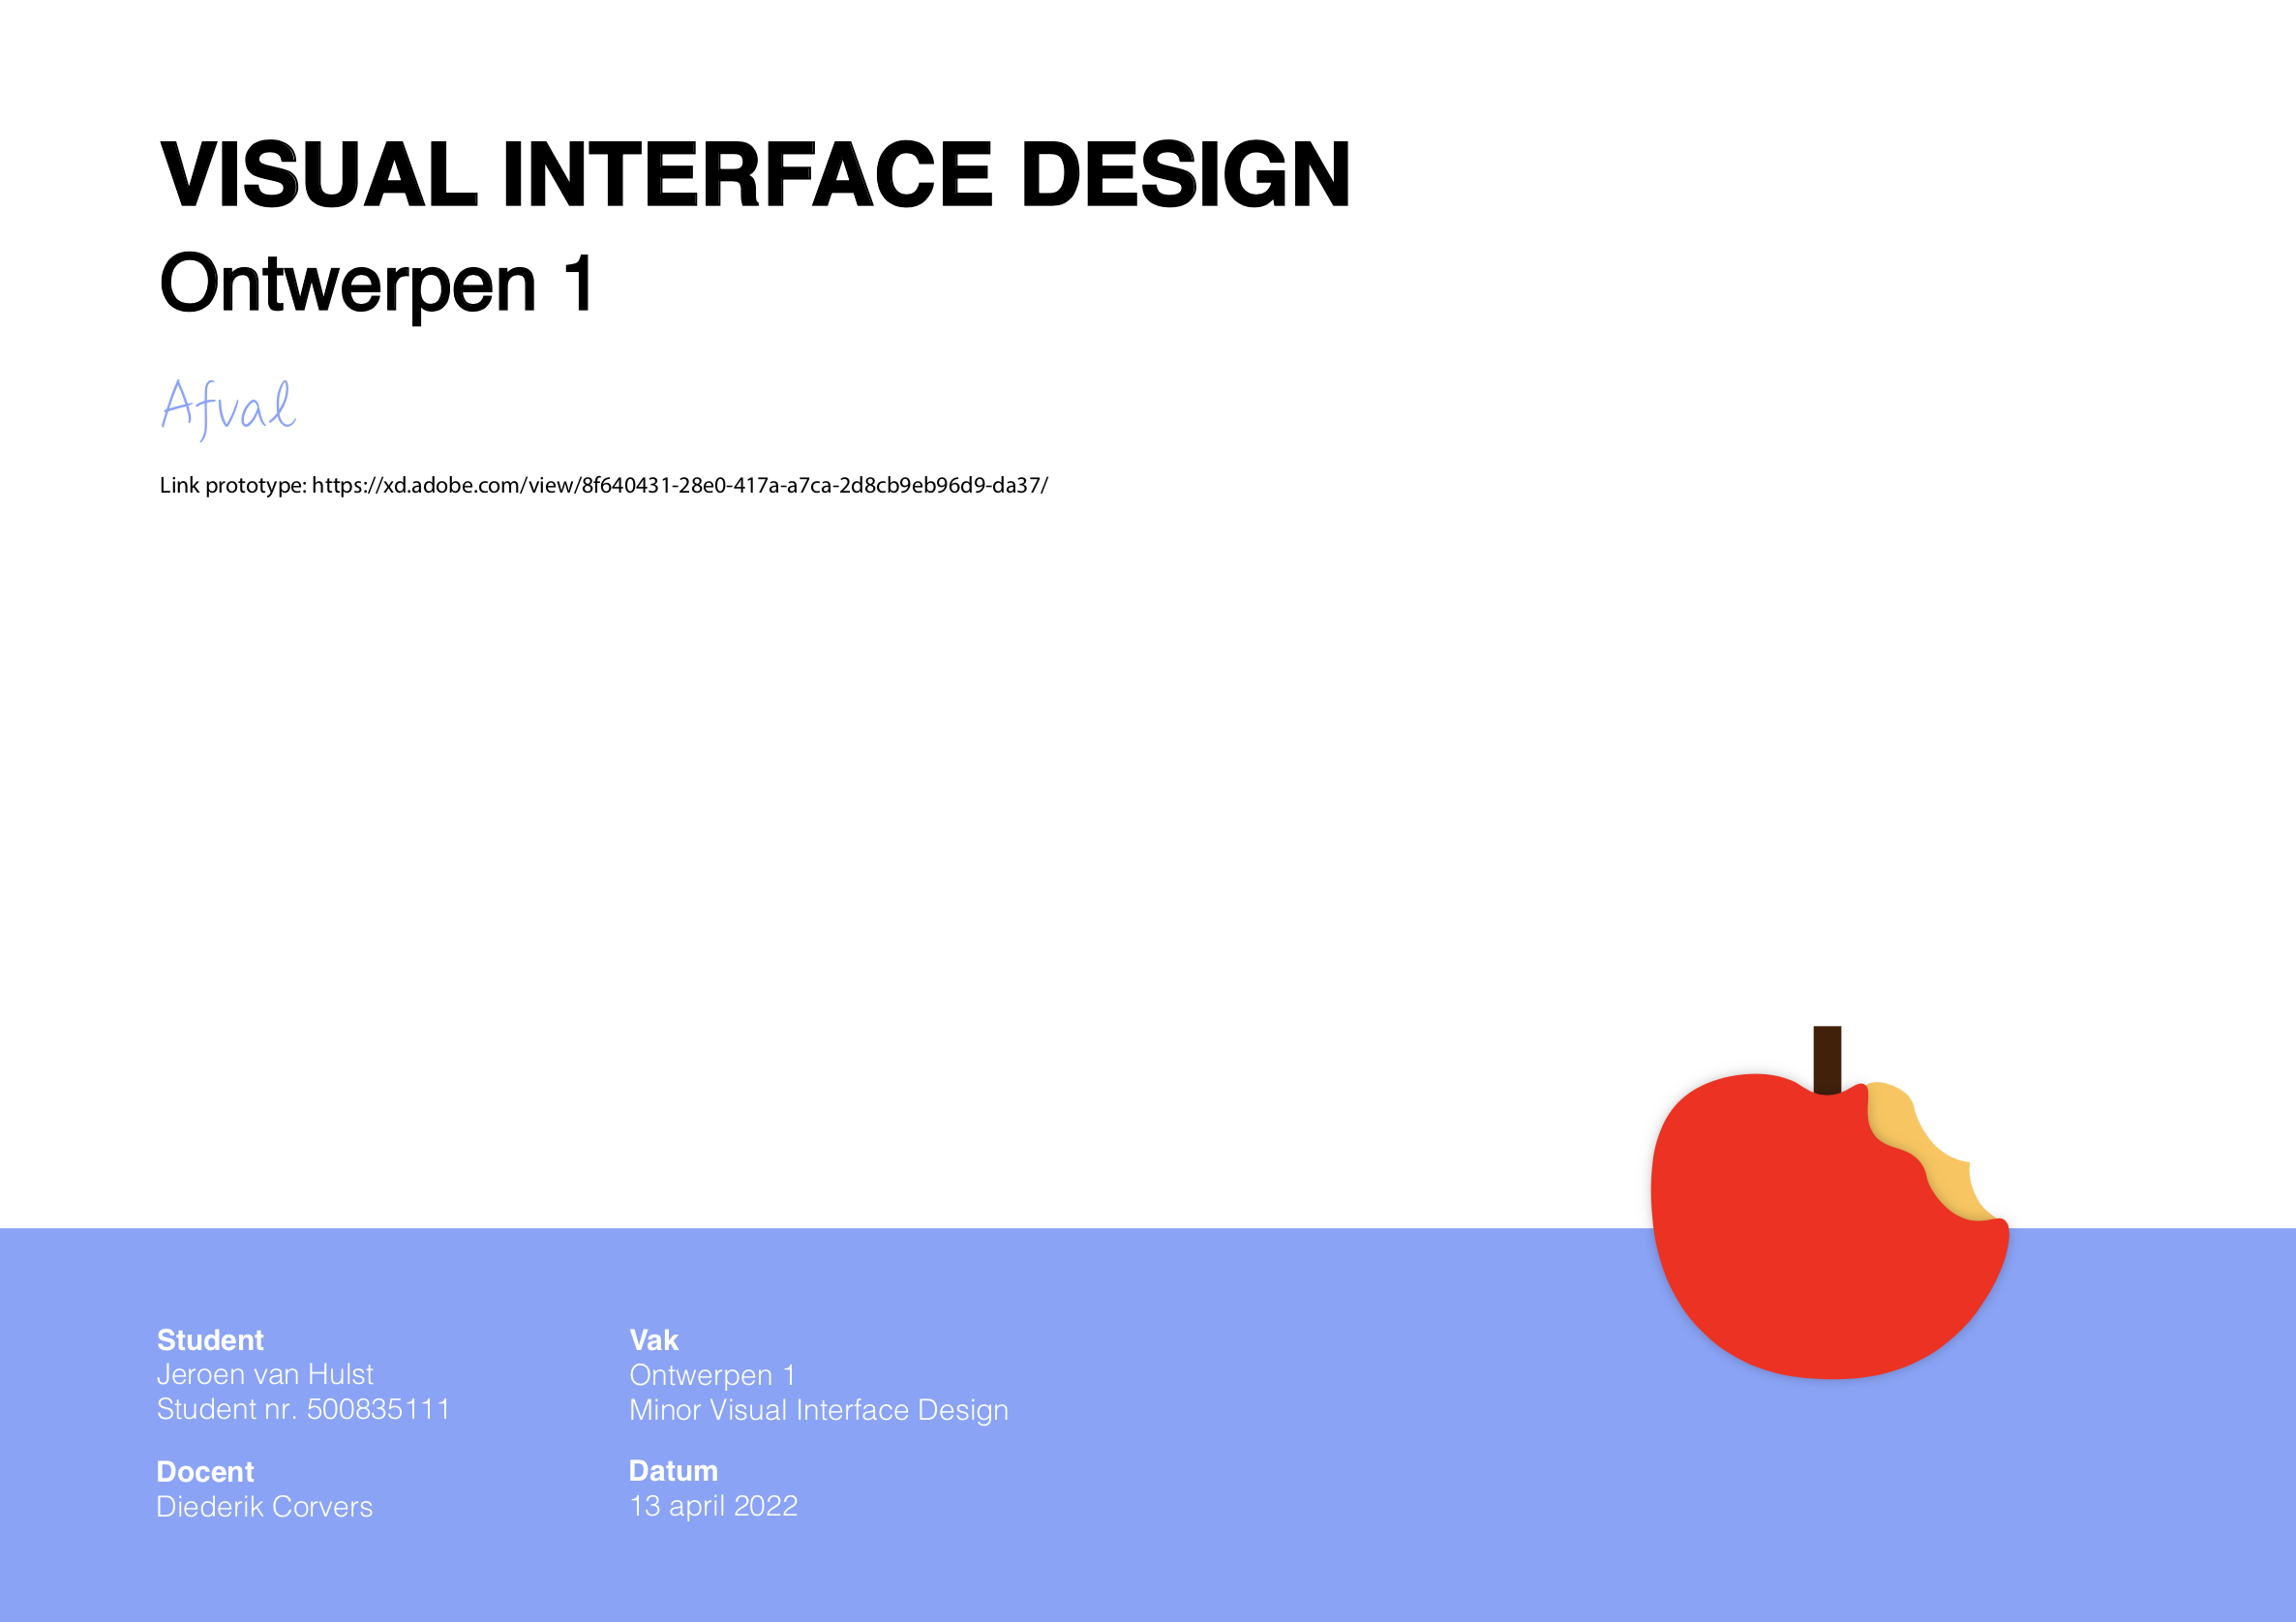 VISUAL INTERFACE DESIGN
Ontwerpen 1
Afval
Link prototype: https://xd.adobe.com/view/8f640431-28e0-417a-a7ca-2d8cb9eb96d9-da37/
Student
Jeroen van Hulst
Student nr. 500835111
Docent
Diederik Corvers
Vak
Ontwerpen 1
Minor Visual Interface Design
Datum
13 april 2022